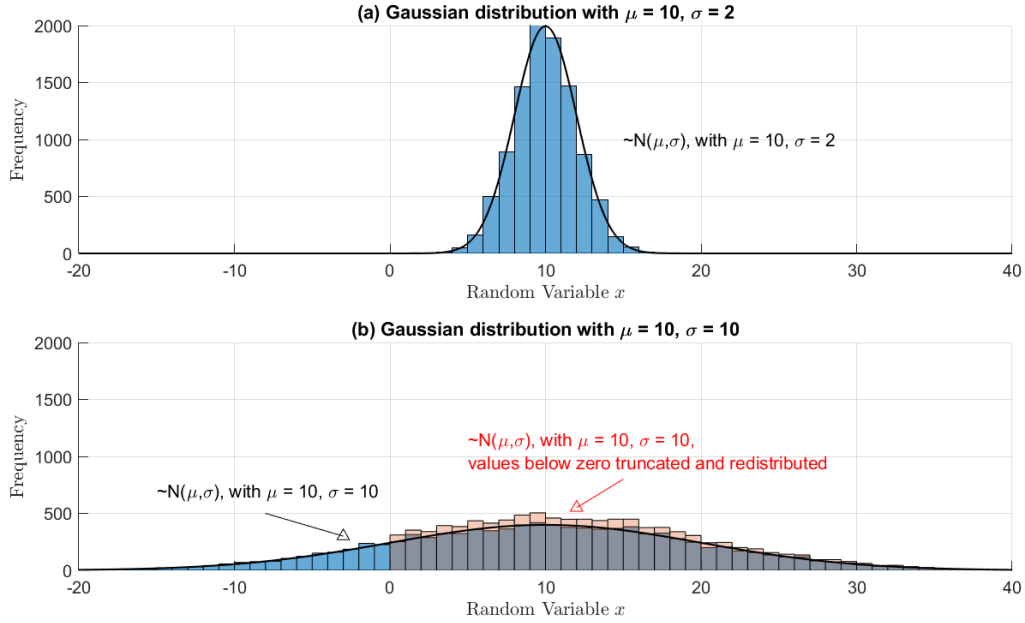 (a) Gaussian distribution with μ = 10, σ = 2
2000
1500
1000
500
0
Frequency
~N(μ,σ), with μ = 10, σ = 2
-20
-10
0
10
20
30
40
Random Variable x
(b) Gaussian distribution with μ = 10, σ = 10
2000
1500
1000
500
0
Frequency
~N(μ,σ), with μ = 10, σ = 10,
values below zero truncated and redistributed
~N(μ,σ), with μ = 10, σ = 10
-20
-10
0
10
20
30
40
Random Variable x